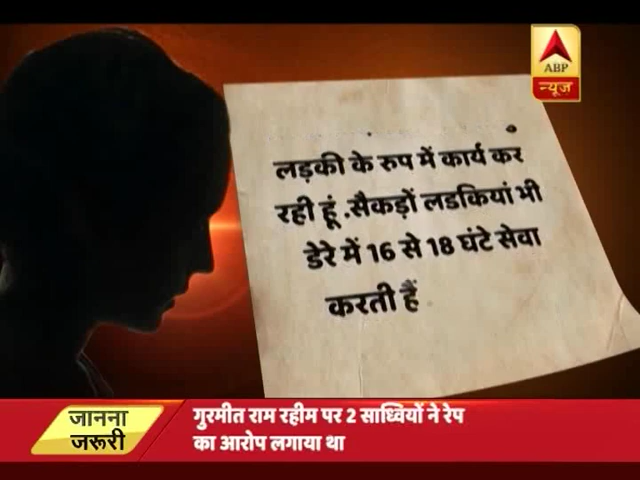 ABP
न्यूज़
लड़की के रुप में कार्य कर
रही हूं .सैकड़ों लडकियां भी
डेरे में 16 से 18 घंटे सेवा
करती हैं
जानना
जरूरी
गुरमीत राम रहीम पर 2 साध्वियों ने रेप
का आरोप लगाया था